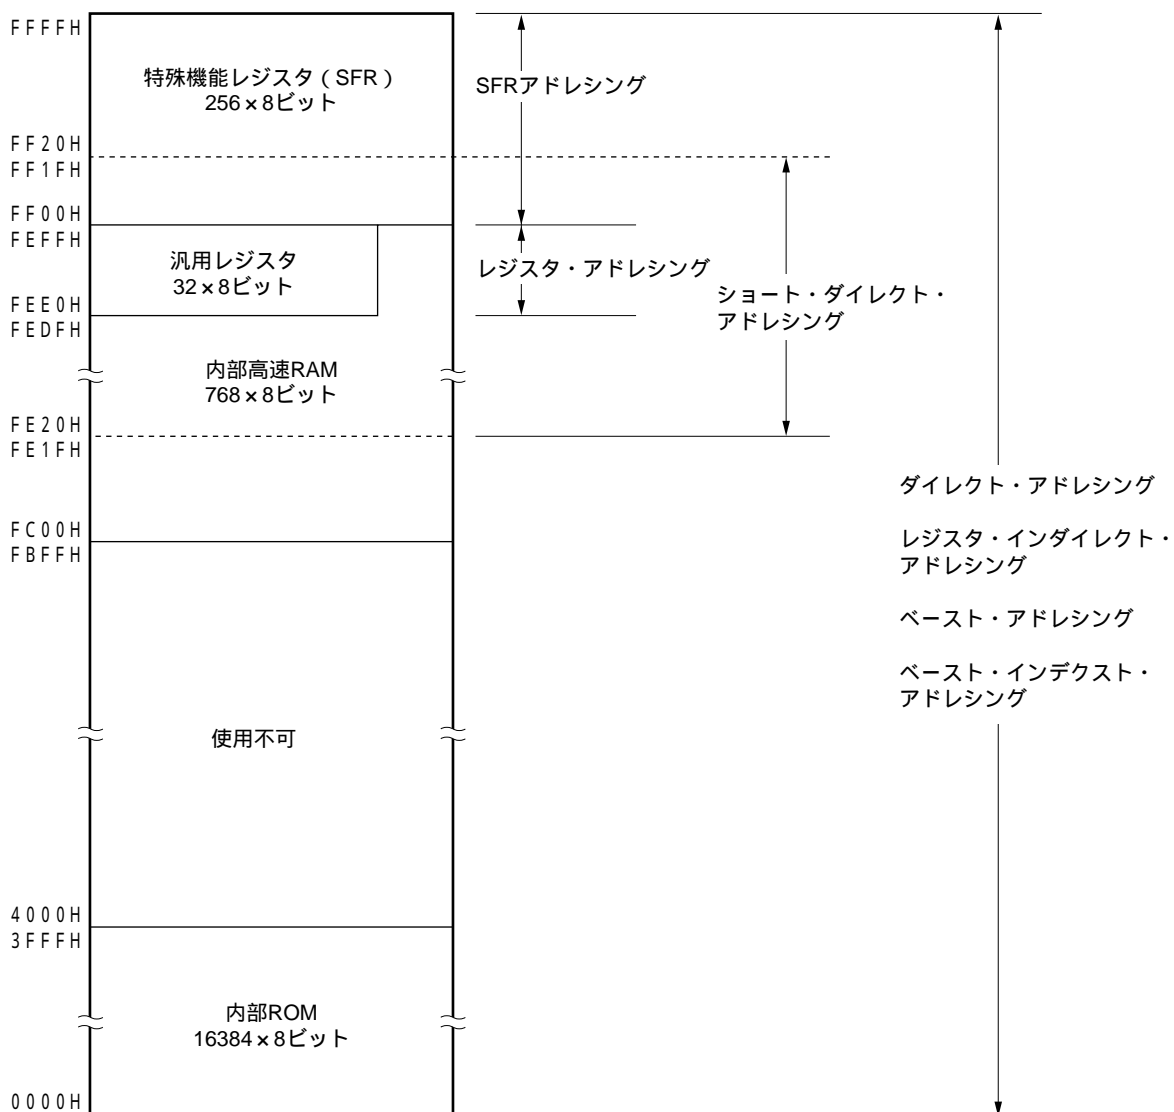 FFFFH
特殊機能レジスタ（SFR）
256×8ビット
SFRアドレシング
FF20H
FF1FH
FF00H
FEFFH
汎用レジスタ
32×8ビット
レジスタ・アドレシング
ショート・ダイレクト・
アドレシング
FEE0H
FEDFH
内部高速RAM
768×8ビット
FE20H
FE1FH
ダイレクト・アドレシング
レジスタ・インダイレクト・
アドレシング
ベースト・アドレシング
ベースト・インデクスト・
アドレシング
FC00H
FBFFH
使用不可
4000H
3FFFH
内部ROM
16384×8ビット
0000H